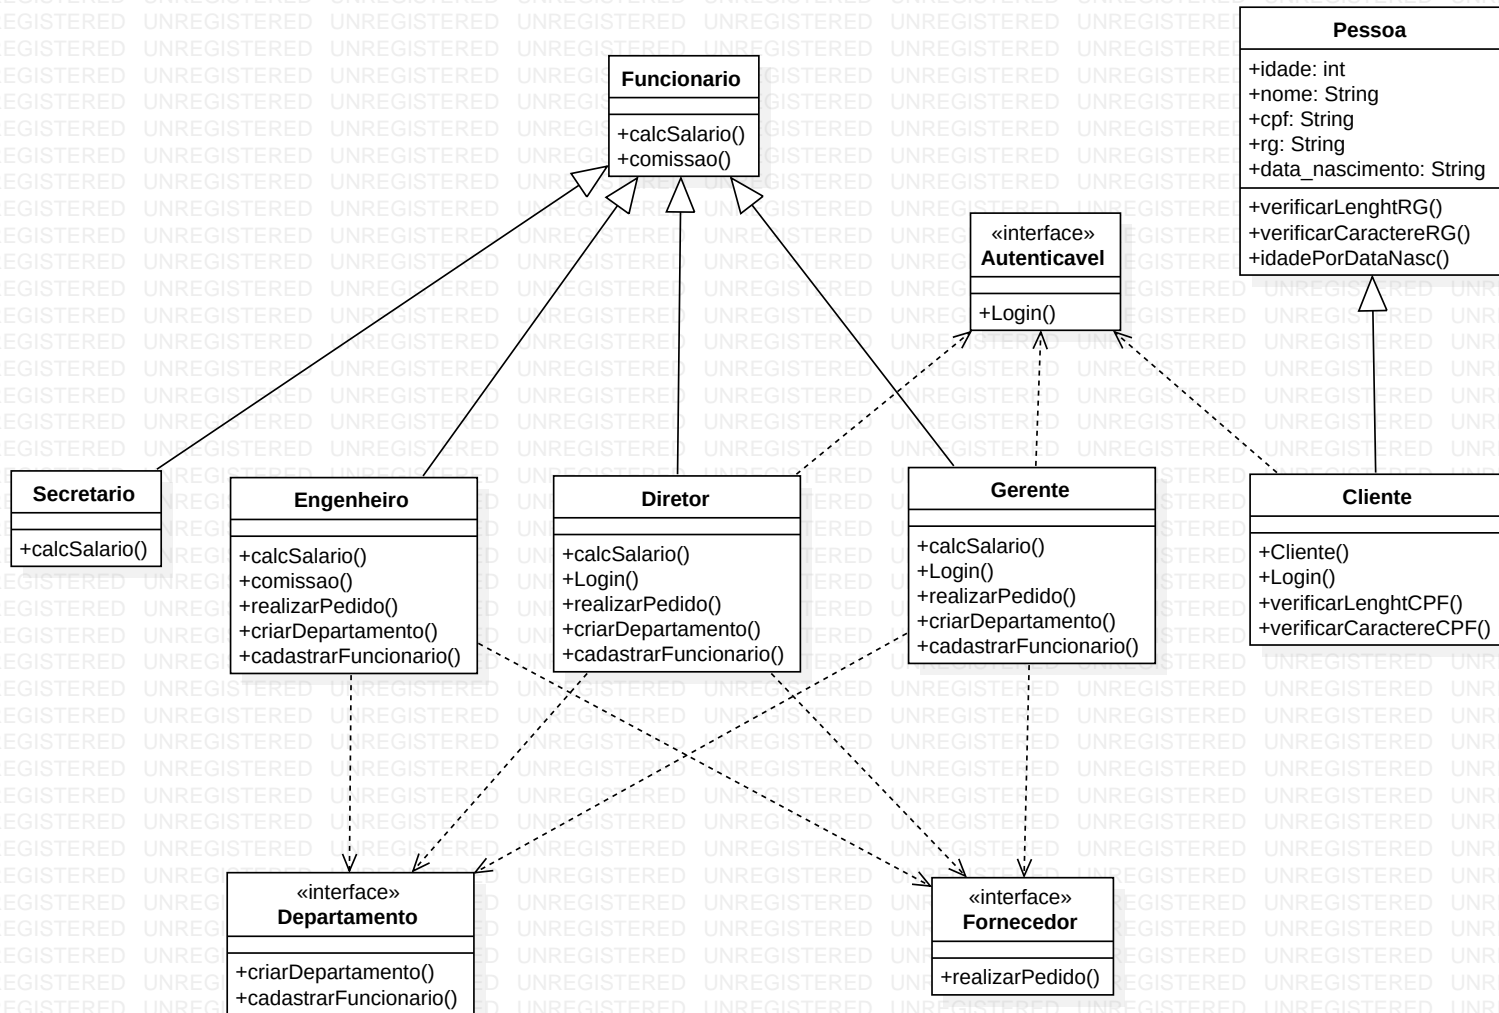 Funcionario
+calcSalario()
+comissao()
Pessoa
+idade: int
+nome: String
+cpf: String
+rg: String
+data_nascimento: String
+verificarLenghtRG()
+verificarCaractereRG()
+idadePorDataNasc()
«interface»
Autenticavel
+Login()
Secretario
+calcSalario()
Engenheiro
+calcSalario()
+comissao()
+realizarPedido()
+criarDepartamento()
+cadastrarFuncionario()
Diretor
+calcSalario()
+Login()
+realizarPedido()
+criarDepartamento()
+cadastrarFuncionario()
Gerente
+calcSalario()
+Login()
+realizarPedido()
+criarDepartamento()
+cadastrarFuncionario()
Cliente
+Cliente()
+Login()
+verificarLenghtCPF()
+verificarCaractereCPF()
«interface»
Departamento
+criarDepartamento()
+cadastrarFuncionario()
«interface»
Fornecedor
+realizarPedido()
UNREGISTERED